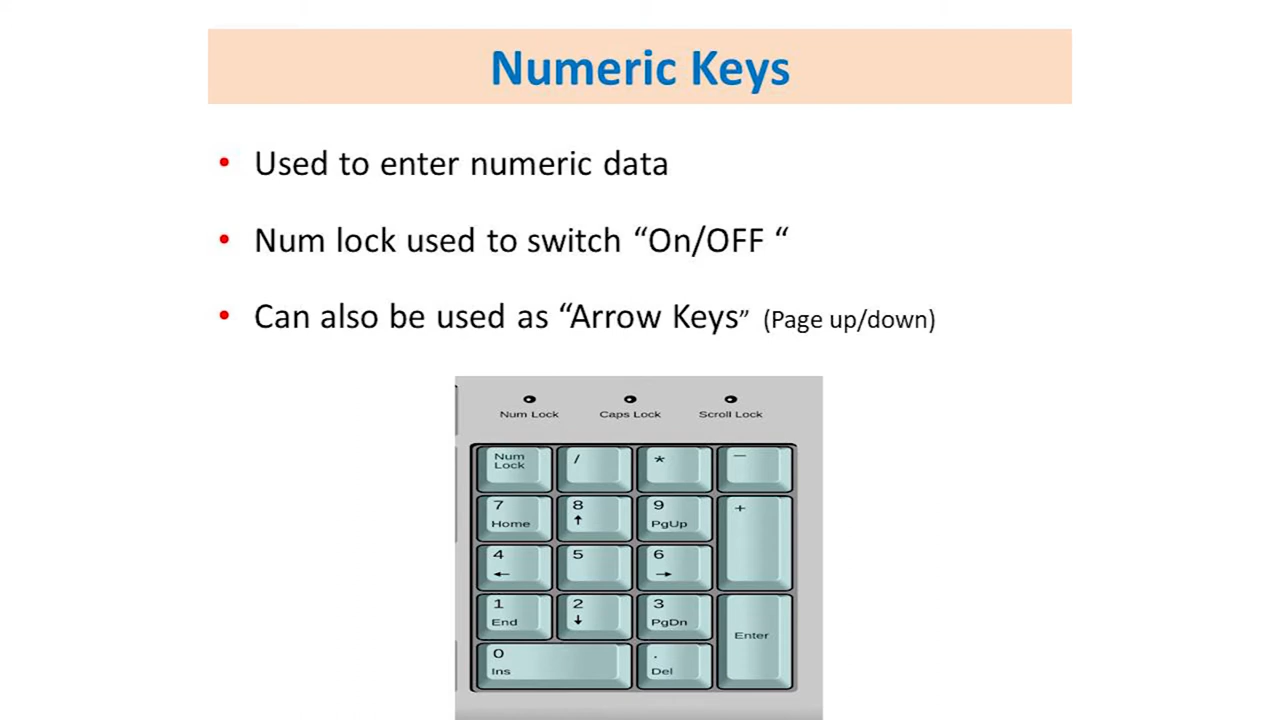 Numeric Keys
• Used to enter numeric data
• Num lock used to switch “On/OFF “
• Can also be used as “Arrow Keys” (Page up/down)
Num Lock Caps Lock Scroll Lock
Num Lock / * −
7 Home 8 ↑ 9 PgUp +
4 ← 5 6 →
1 End 2 ↓ 3 PgDn Enter
0 Ins . Del